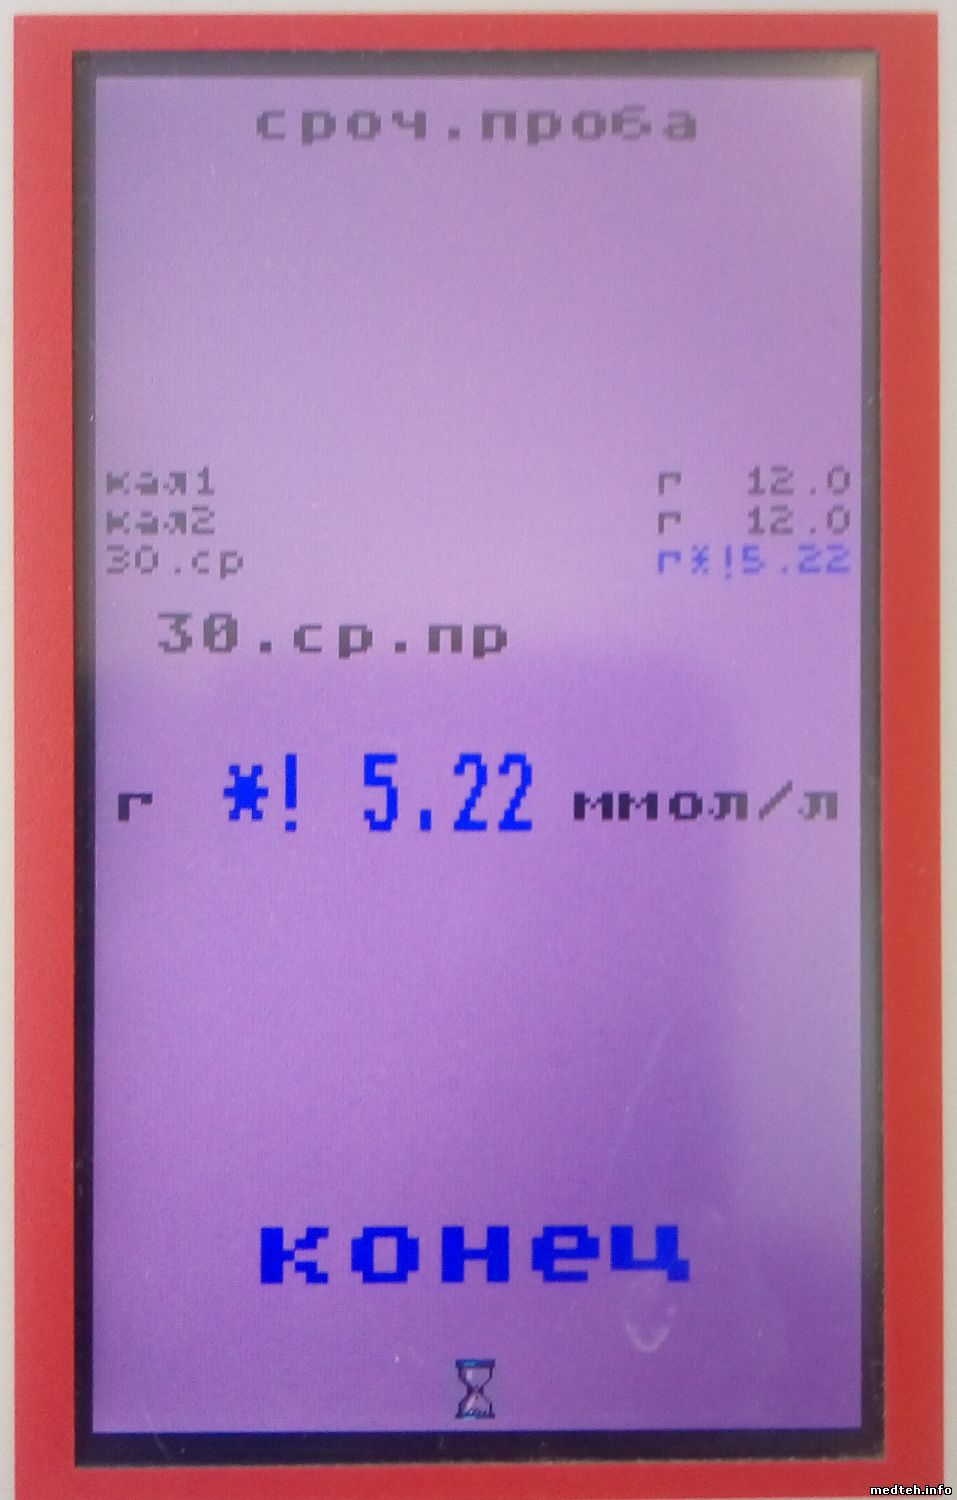 сроч.проба
кал1 г 12.0
кал2 г 12.0
30.ср г*!5.22
30.ср.пр
г *! 5.22 ммол/л
конец
medteh.info